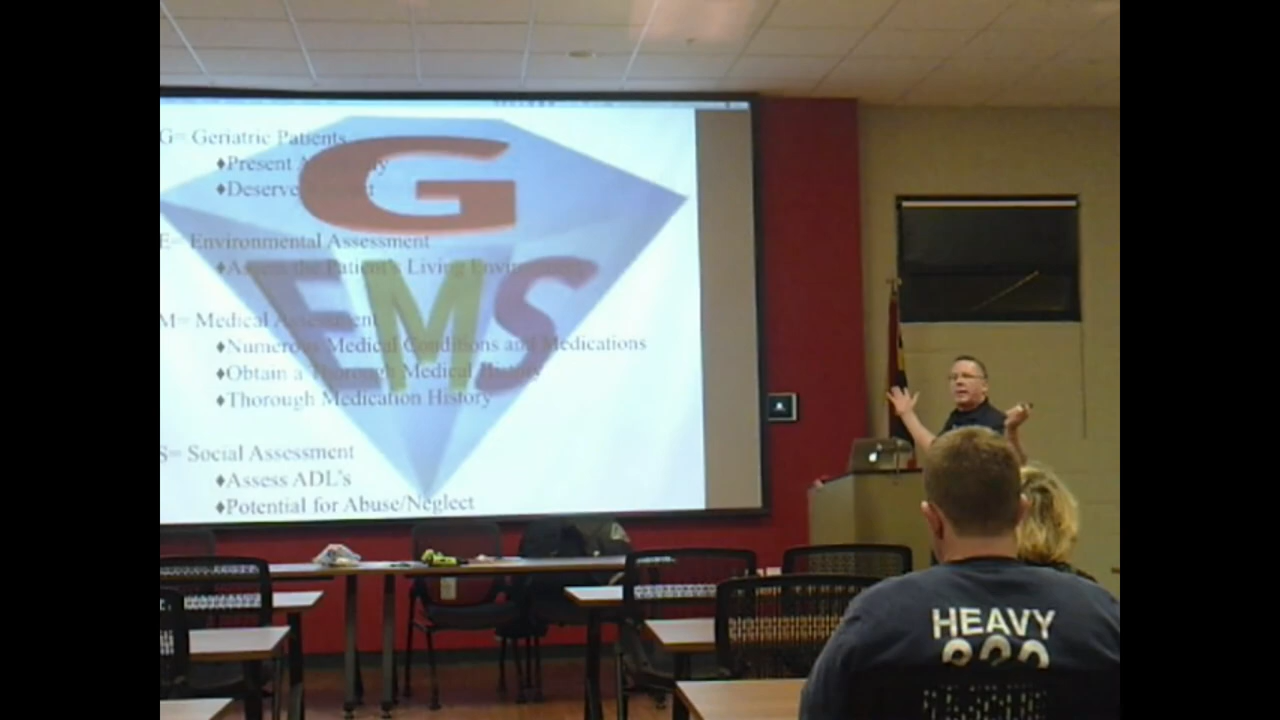 G= Geriatric Patients
♦Present
♦Deserve
G
E= Environmental Assessment
♦Assess the Patient's Living
EMS
M= Medical Assessment
♦Numerous Medical Conditions and Medications
♦Obtain a Thorough Medical History
♦Thorough Medication History
S= Social Assessment
♦Assess ADL's
♦Potential for Abuse/Neglect
HEAVY